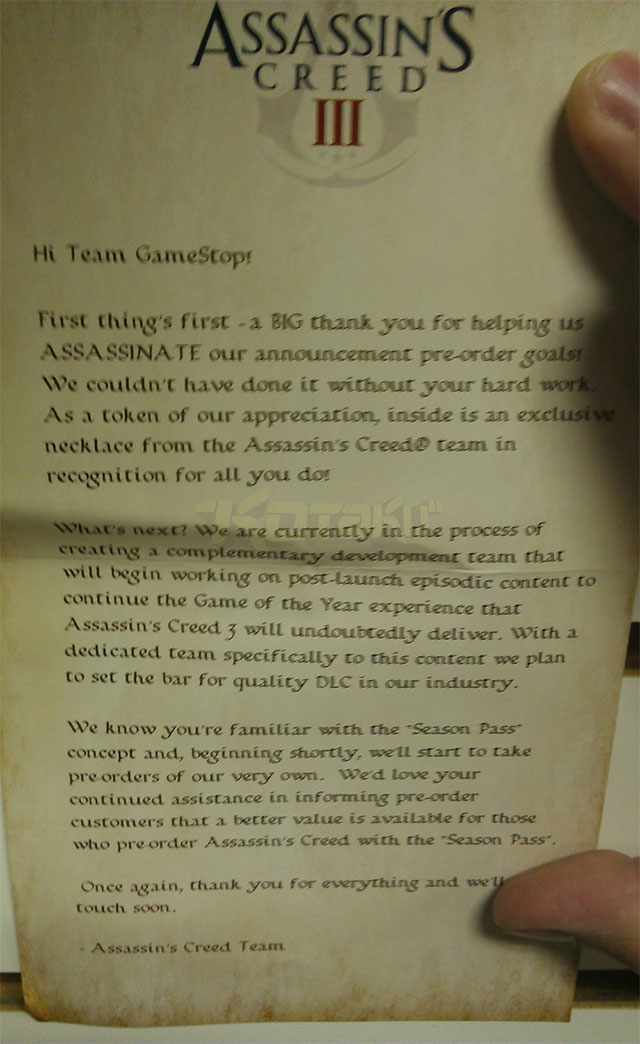 ASSASSIN'S
CREED
III
Hi Team GameStop!
First thing's first - a BIG thank you for helping us
ASSASSINATE our announcement pre-order goals!
We couldn't have done it without your hard work.
As a token of our appreciation, inside is an exclusive
necklace from the Assassin's Creed® team in
recognition for all you do!
KOTAKU
What's next? We are currently in the process of
creating a complementary development team that
will begin working on post-launch episodic content to
continue the Game of the Year experience that
Assassin's Creed 3 will undoubtedly deliver. With a
dedicated team specifically to this content we plan
to set the bar for quality DLC in our industry.
We know you're familiar with the "Season Pass"
concept and, beginning shortly, we'll start to take
pre-orders of our very own. We'd love your
continued assistance in informing pre-order
customers that a better value is available for those
who pre-order Assassin's Creed with the "Season Pass".
Once again, thank you for everything and we'll
touch soon.
- Assassin's Creed Team